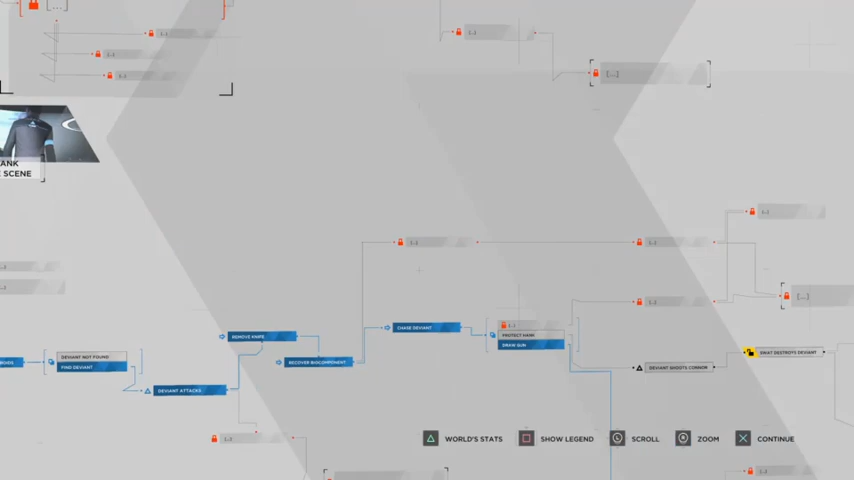 [...]
[...]
[...]
[...]
[...]
[...]
ANK
SCENE
[...]
[...]
[...]
[...]
[...]
[...]
[...]
[...]
[...]
DEVIANT NOT FOUND
FIND DEVIANT
DEVIANT ATTACKS
REMOVE KNIFE
RECOVER BIOCOMPONENT
CHASE DEVIANT
[...]
PROTECT HANK
DRAW GUN
DEVIANT SHOOTS CONNOR
SWAT DESTROYS DEVIANT
[...]
WORLD'S STATS
SHOW LEGEND
L SCROLL
R ZOOM
CONTINUE
[...]